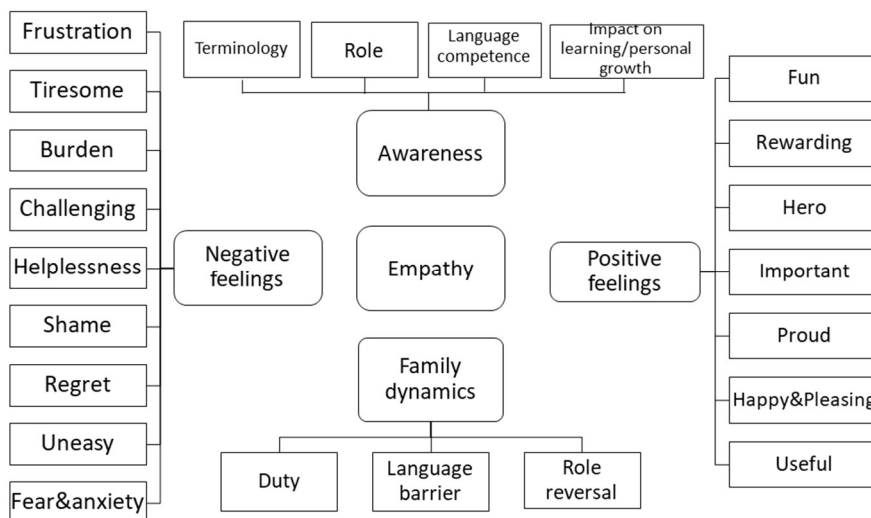 Frustration
Tiresome
Burden
Challenging
Helplessness
Shame
Regret
Uneasy
Fear&anxiety
Negative
feelings
Terminology
Role
Language
competence
Impact on
learning/personal
growth
Awareness
Empathy
Family
dynamics
Duty
Language
barrier
Role
reversal
Positive
feelings
Fun
Rewarding
Hero
Important
Proud
Happy&Pleasing
Useful